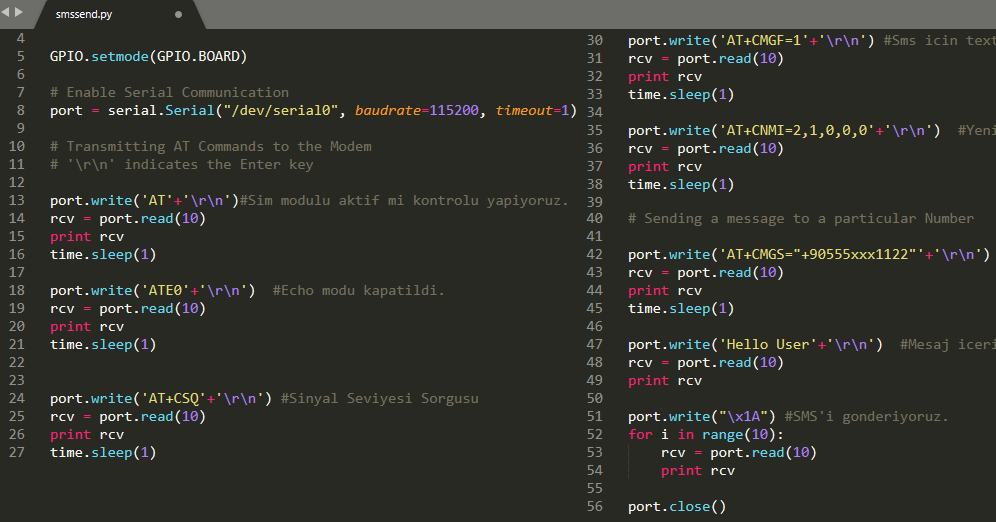 smssend.py
4
5 GPIO.setmode(GPIO.BOARD)
6
7 # Enable Serial Communication
8 port = serial.Serial("/dev/serial0", baudrate=115200, timeout=1)
9
10 # Transmitting AT Commands to the Modem
11 # '\r\n' indicates the Enter key
12
13 port.write('AT'+'\r\n')#Sim modulu aktif mi kontrolu yapiyoruz.
14 rcv = port.read(10)
15 print rcv
16 time.sleep(1)
17
18 port.write('ATE0'+'\r\n')  #Echo modu kapatildi.
19 rcv = port.read(10)
20 print rcv
21 time.sleep(1)
22
23
24 port.write('AT+CSQ'+'\r\n') #Sinyal Seviyesi Sorgusu
25 rcv = port.read(10)
26 print rcv
27 time.sleep(1)
30 port.write('AT+CMGF=1'+'\r\n') #Sms icin text
31 rcv = port.read(10)
32 print rcv
33 time.sleep(1)
34
35 port.write('AT+CNMI=2,1,0,0,0'+'\r\n')  #Yeni
36 rcv = port.read(10)
37 print rcv
38 time.sleep(1)
39
40 # Sending a message to a particular Number
41
42 port.write('AT+CMGS="+90555xxx1122"'+'\r\n')
43 rcv = port.read(10)
44 print rcv
45 time.sleep(1)
46
47 port.write('Hello User'+'\r\n')  #Mesaj iceri
48 rcv = port.read(10)
49 print rcv
50
51 port.write("\x1A") #SMS'i gonderiyoruz.
52 for i in range(10):
53     rcv = port.read(10)
54     print rcv
55
56 port.close()